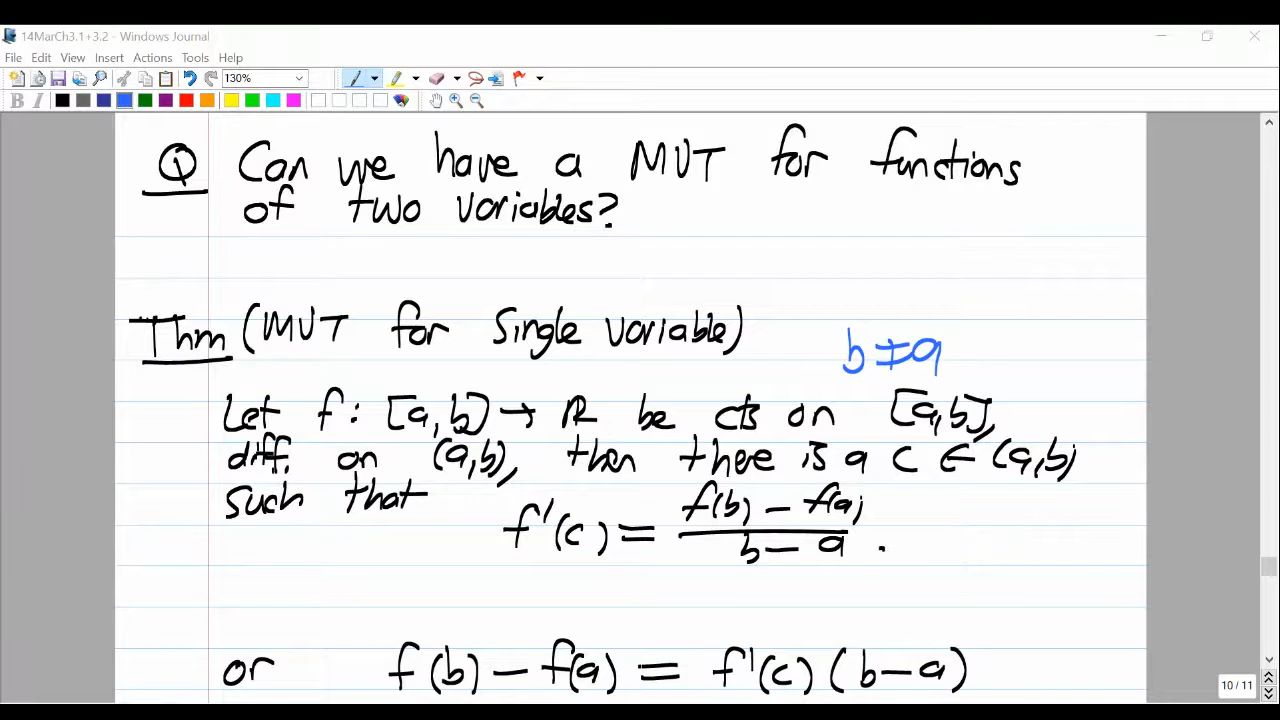 14MarCh3.1+3.2 - Windows Journal
File Edit View Insert Actions Tools Help
130%
B I
Q Can we have a MVT for functions
of two variables?
Thm (MVT for Single variable)
b ≠ a
Let f: [a,b] → ℝ be cts on [a,b],
diff. on (a,b), then there is a c ∈ (a,b)
such that
f'(c) = f(b) - f(a) / b - a .
or f(b) - f(a) = f'(c) (b - a)
10 / 11